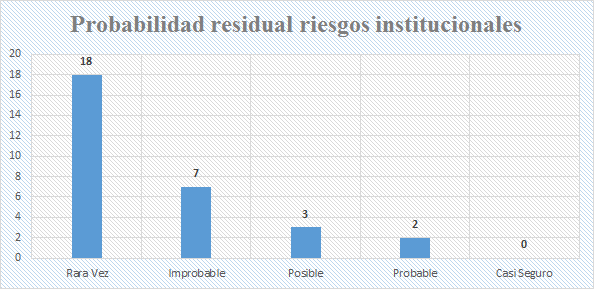 Probabilidad residual riesgos institucionales
20
18
16
14
12
10
8
6
4
2
0
18
7
3
2
0
Rara Vez
Improbable
Posible
Probable
Casi Seguro